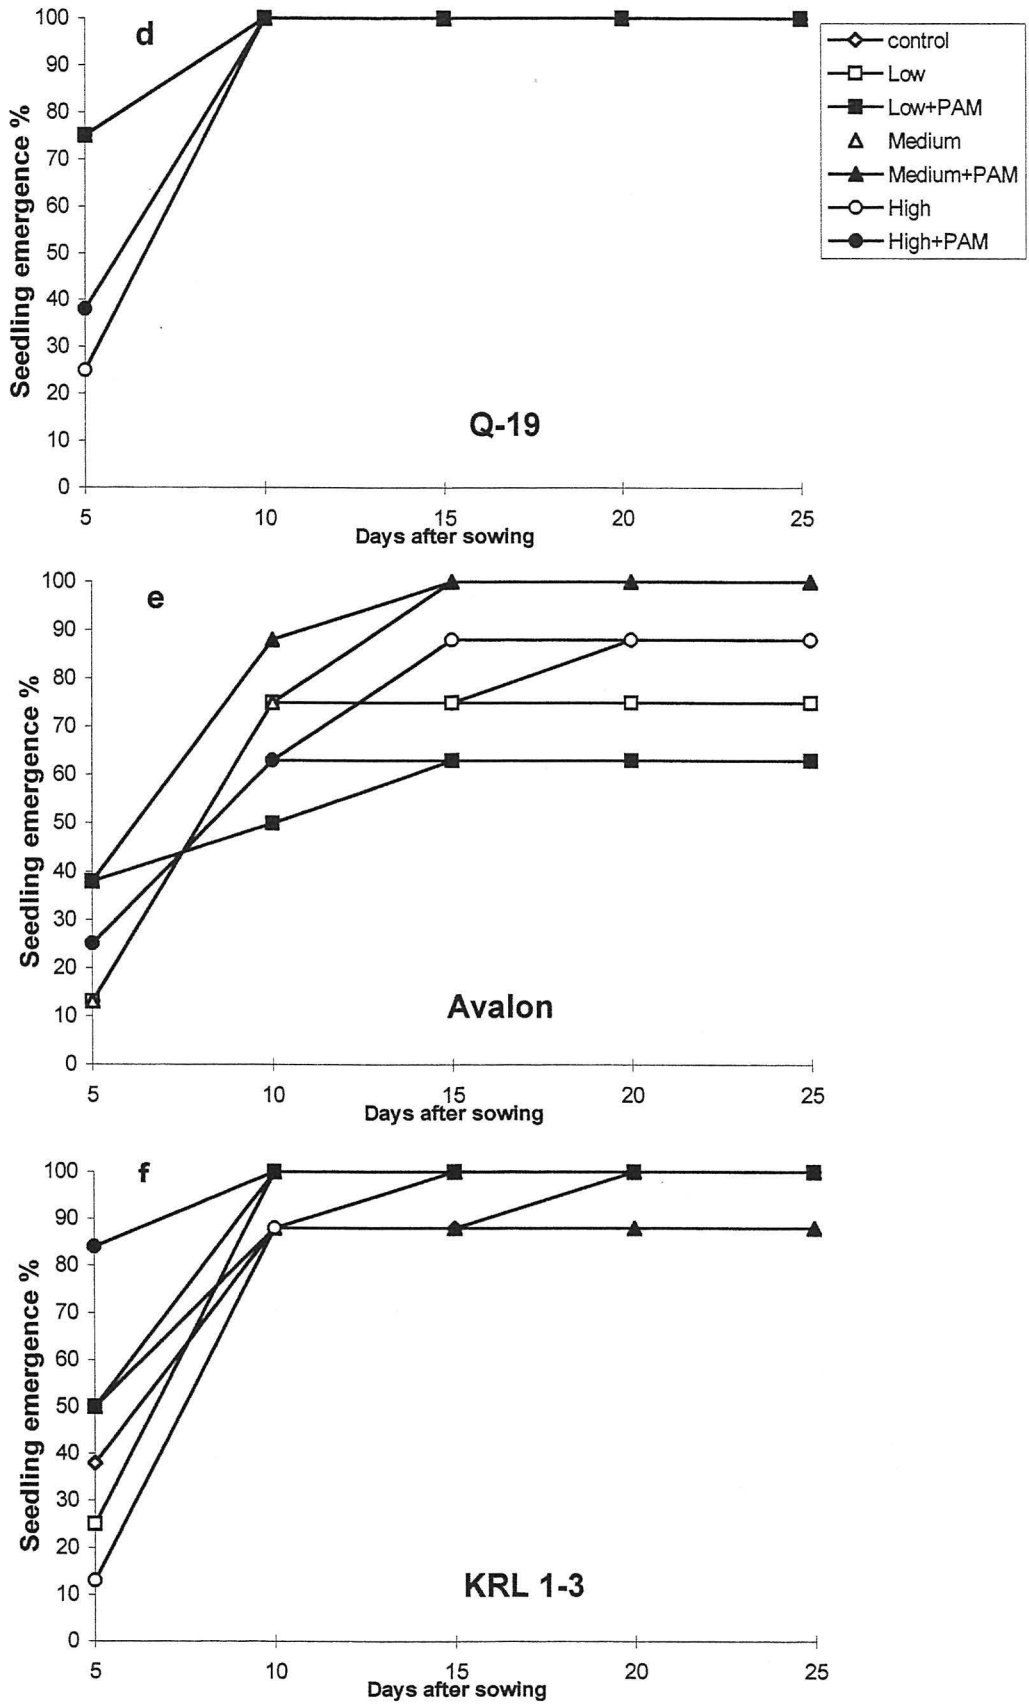 d
100
90
80
70
60
50
40
30
20
10
0
Seedling emergence %
Q-19
5 10 15 20 25
Days after sowing
control
Low
Low+PAM
Medium
Medium+PAM
High
High+PAM
e
100
90
80
70
60
50
40
30
20
10
0
Seedling emergence %
Avalon
5 10 15 20 25
Days after sowing
f
100
90
80
70
60
50
40
30
20
10
0
Seedling emergence %
KRL 1-3
5 10 15 20 25
Days after sowing